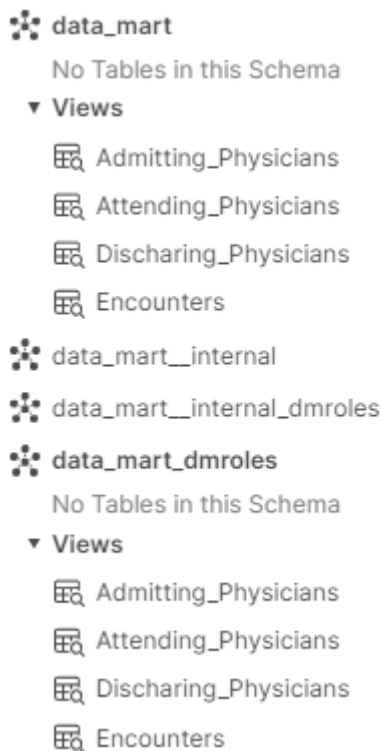 data_mart
No Tables in this Schema
Views
Admitting_Physicians
Attending_Physicians
Discharing_Physicians
Encounters
data_mart__internal
data_mart__internal_dmroles
data_mart_dmroles
No Tables in this Schema
Views
Admitting_Physicians
Attending_Physicians
Discharing_Physicians
Encounters